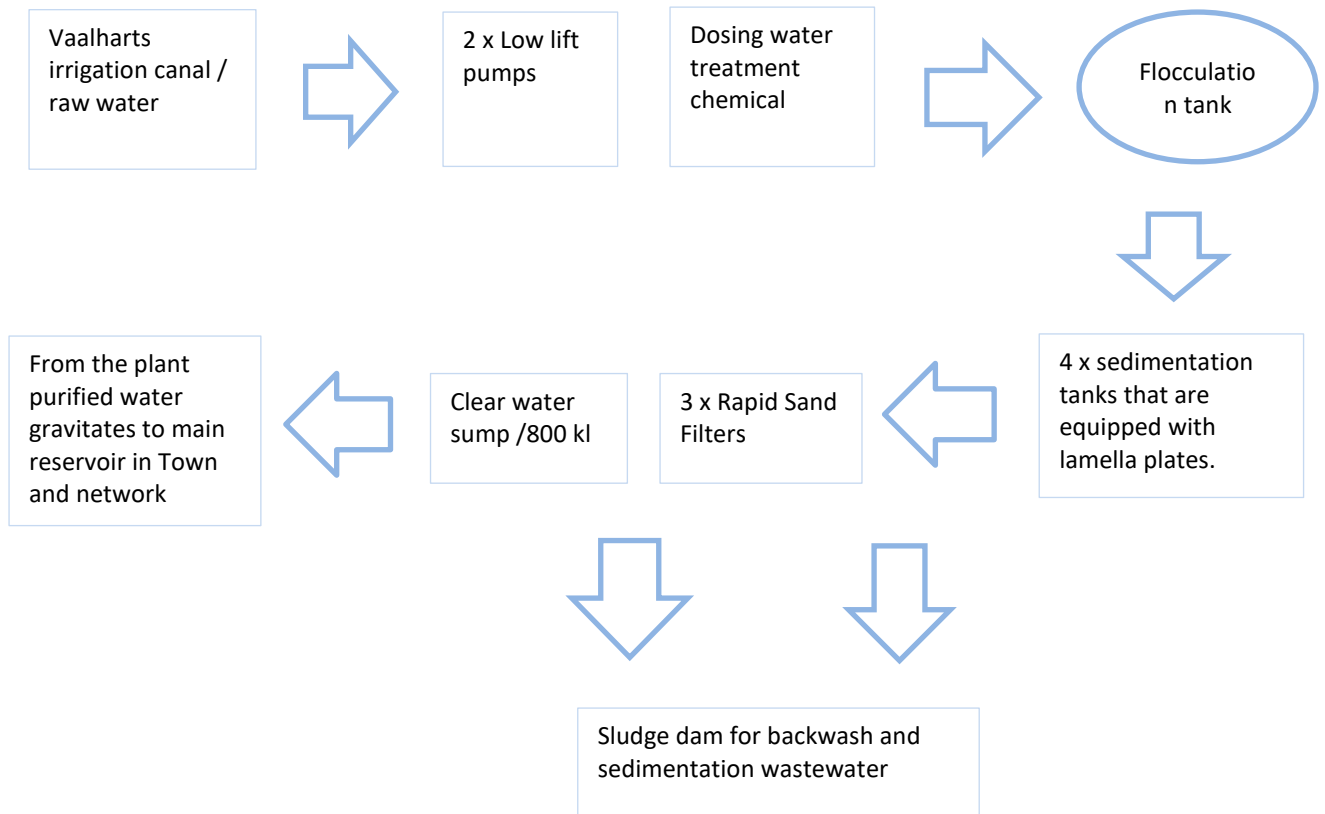 Vaalharts
irrigation canal /
raw water
2 x Low lift
pumps
Dosing water
treatment
chemical
Flocculatio
n tank
4 x sedimentation
tanks that are
equipped with
lamella plates.
3 x Rapid Sand
Filters
Clear water
sump /800 kl
From the plant
purified water
gravitates to main
reservoir in Town
and network
Sludge dam for backwash and
sedimentation wastewater